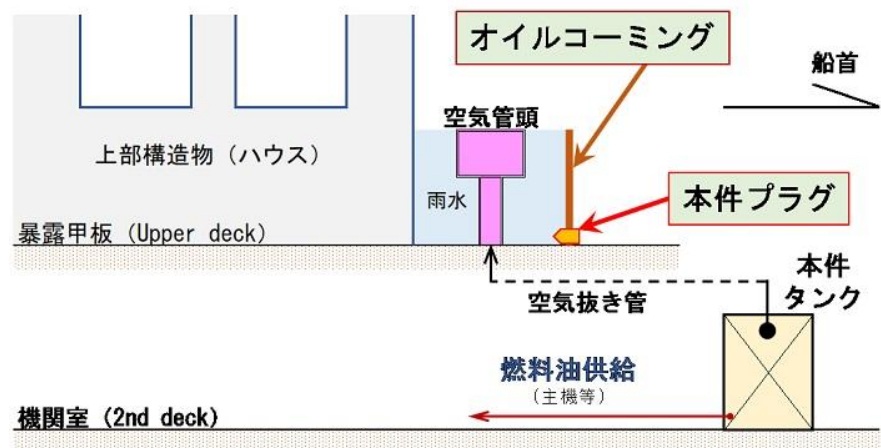 オイルコーミング
船首
空気管頭
上部構造物（ハウス）
雨水
本件プラグ
暴露甲板（Upper deck）
本件
タンク
空気抜き管
燃料油供給
（主機等）
機関室（2nd deck）